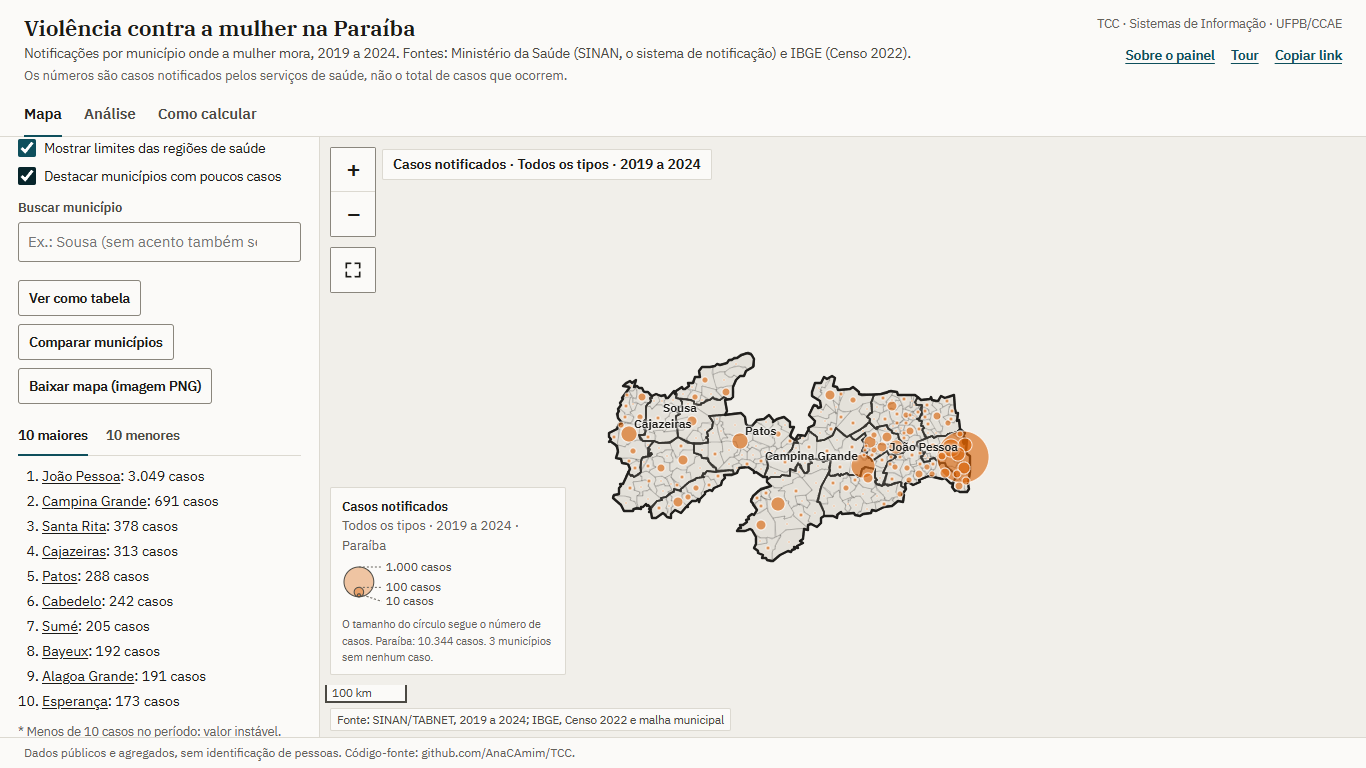 Violência contra a mulher na Paraíba
TCC · Sistemas de Informação · UFPB/CCAE
Notificações por município onde a mulher mora, 2019 a 2024. Fontes: Ministério da Saúde (SINAN, o sistema de notificação) e IBGE (Censo 2022).
Sobre o painel
Tour
Copiar link
Os números são casos notificados pelos serviços de saúde, não o total de casos que ocorrem.
Mapa
Análise
Como calcular
Mostrar limites das regiões de saúde
Destacar municípios com poucos casos
Buscar município
Ex.: Sousa (sem acento também se
Ver como tabela
Comparar municípios
Baixar mapa (imagem PNG)
10 maiores
10 menores
1. João Pessoa: 3.049 casos
2. Campina Grande: 691 casos
3. Santa Rita: 378 casos
4. Cajazeiras: 313 casos
5. Patos: 288 casos
6. Cabedelo: 242 casos
7. Sumé: 205 casos
8. Bayeux: 192 casos
9. Alagoa Grande: 191 casos
10. Esperança: 173 casos
* Menos de 10 casos no período: valor instável.
+
−
Casos notificados · Todos os tipos · 2019 a 2024
Sousa
Cajazeiras
Patos
Campina Grande
João Pessoa
Casos notificados
Todos os tipos · 2019 a 2024 ·
Paraíba
1.000 casos
100 casos
10 casos
O tamanho do círculo segue o número de
casos. Paraíba: 10.344 casos. 3 municípios
sem nenhum caso.
100 km
Fonte: SINAN/TABNET, 2019 a 2024; IBGE, Censo 2022 e malha municipal
Dados públicos e agregados, sem identificação de pessoas. Código-fonte: github.com/AnaCAmim/TCC.